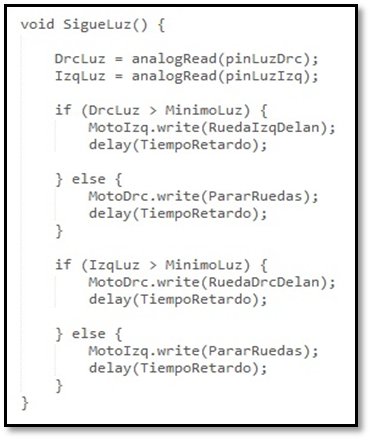 void SigueLuz() {
DrcLuz = analogRead(pinLuzDrc);
IzqLuz = analogRead(pinLuzIzq);
if (DrcLuz > MinimoLuz) {
MotoIzq.write(RuedaIzqDelan);
delay(TiempoRetardo);
} else {
MotoDrc.write(PararRuedas);
delay(TiempoRetardo);
}
if (IzqLuz > MinimoLuz) {
MotoDrc.write(RuedaDrcDelan);
delay(TiempoRetardo);
} else {
MotoIzq.write(PararRuedas);
delay(TiempoRetardo);
}
}